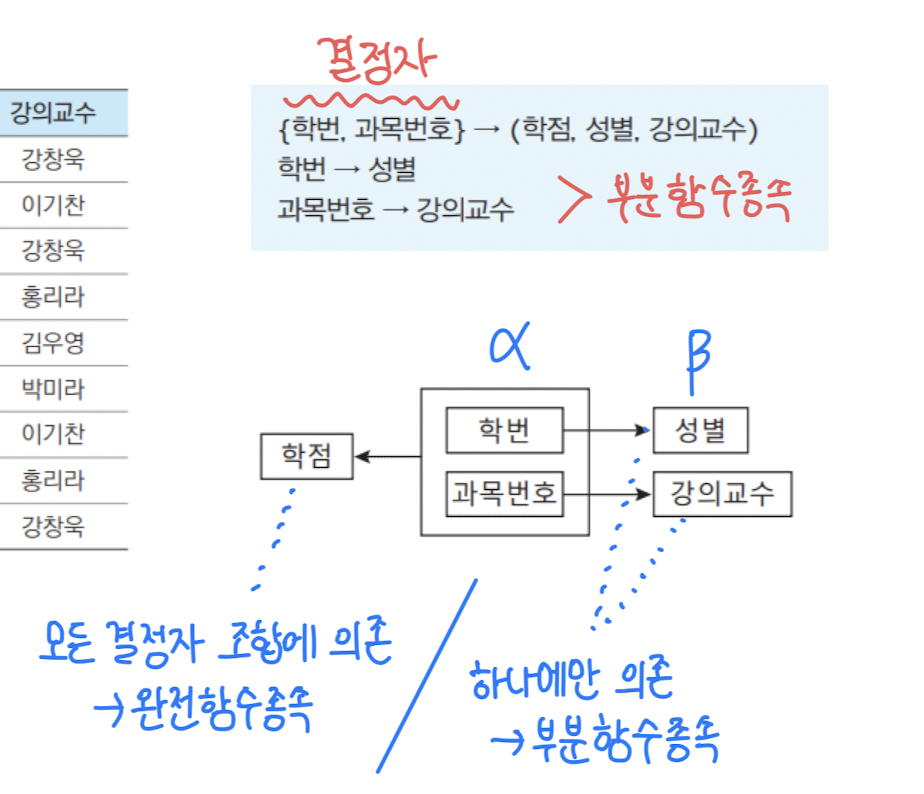 결정자
강의교수
강창욱
이기찬
강창욱
홍리라
김우영
박미라
이기찬
홍리라
강창욱
{학번, 과목번호} → (학점, 성별, 강의교수)
학번 → 성별
과목번호 → 강의교수
> 부분함수종속
α
β
학번
성별
학점
과목번호
강의교수
모든 결정자 조합에 의존
→ 완전함수종속
하나에만 의존
→ 부분함수종속